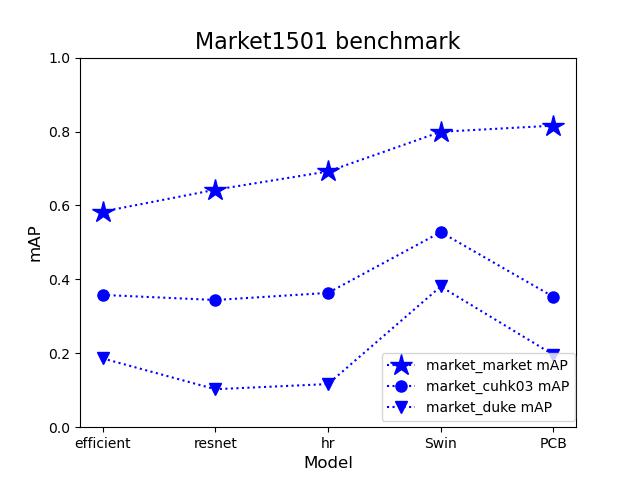 Market1501 benchmark
1.0
0.8
0.6
0.4
0.2
0.0
mAP
market_market mAP
market_cuhk03 mAP
market_duke mAP
efficient resnet hr Swin PCB
Model